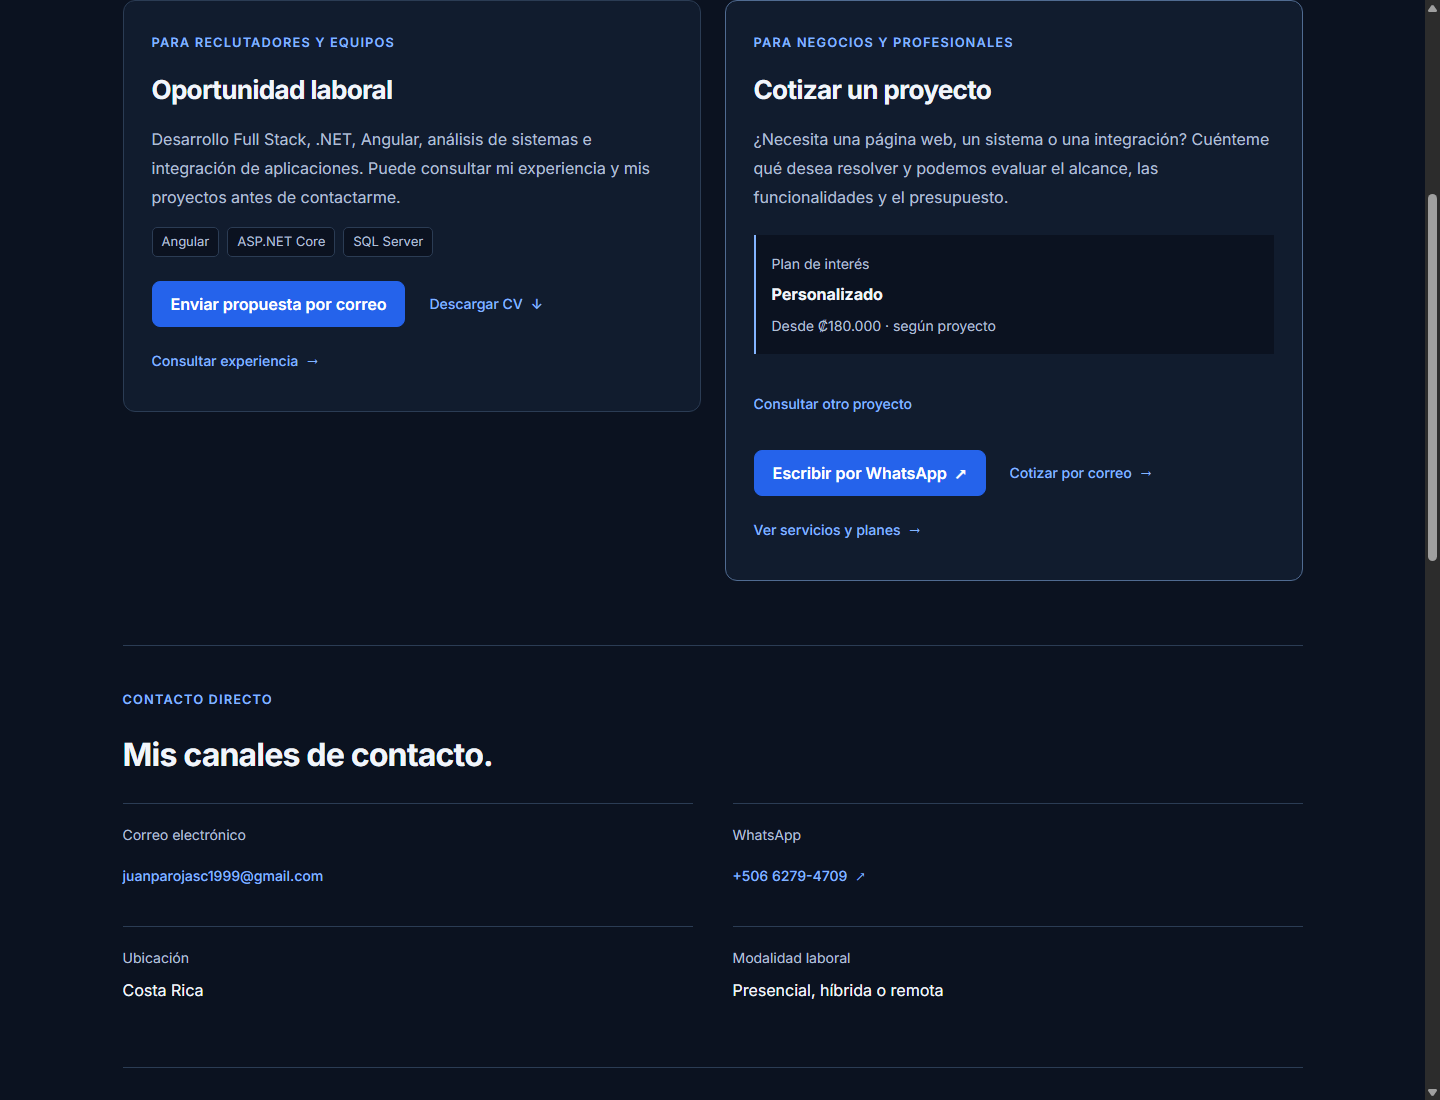 PARA RECLUTADORES Y EQUIPOS
Oportunidad laboral
Desarrollo Full Stack, .NET, Angular, análisis de sistemas e
integración de aplicaciones. Puede consultar mi experiencia y mis
proyectos antes de contactarme.
Angular
ASP.NET Core
SQL Server
Enviar propuesta por correo
Descargar CV ↓
Consultar experiencia →
PARA NEGOCIOS Y PROFESIONALES
Cotizar un proyecto
¿Necesita una página web, un sistema o una integración? Cuénteme
qué desea resolver y podemos evaluar el alcance, las
funcionalidades y el presupuesto.
Plan de interés
Personalizado
Desde ₡180.000 · según proyecto
Consultar otro proyecto
Escribir por WhatsApp ↗
Cotizar por correo →
Ver servicios y planes →
CONTACTO DIRECTO
Mis canales de contacto.
Correo electrónico
juanparojasc1999@gmail.com
WhatsApp
+506 6279-4709 ↗
Ubicación
Costa Rica
Modalidad laboral
Presencial, híbrida o remota